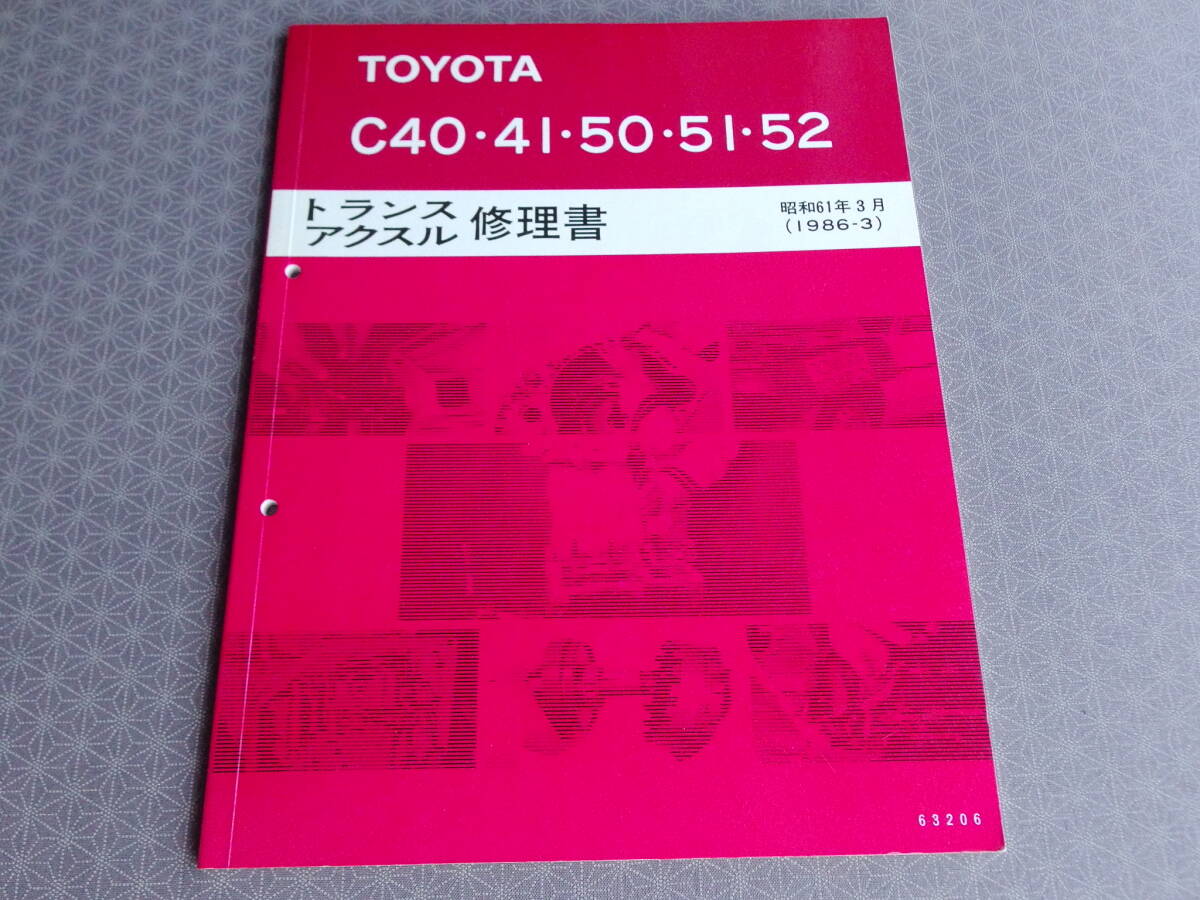 TOYOTA
C40・41・50・51・52
トランス
アクスル 修理書
昭和61年3月
(1986-3)
63206